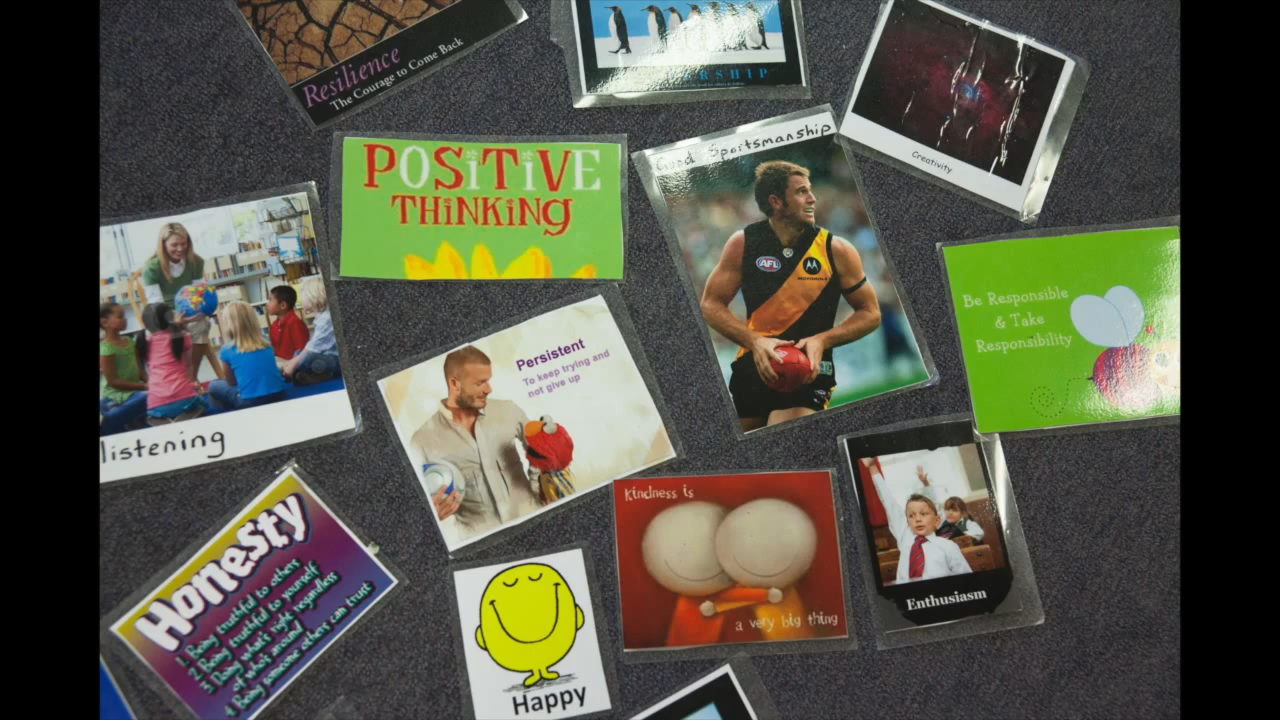 Resilience
The Courage to Come Back
Creativity
Good Sportsmanship
AFL
MOTOROLA
POSiTiVE
THiNKiNG
Be Responsible
& Take
Responsibility
Persistent
To keep trying and
not give up
listening
Kindness is
a very big thing
Enthusiasm
Honesty
1 Being truthful to others
2 Being truthful to yourself
3 Doing what's right regardless
of who's around
4 Being someone others can trust
Happy